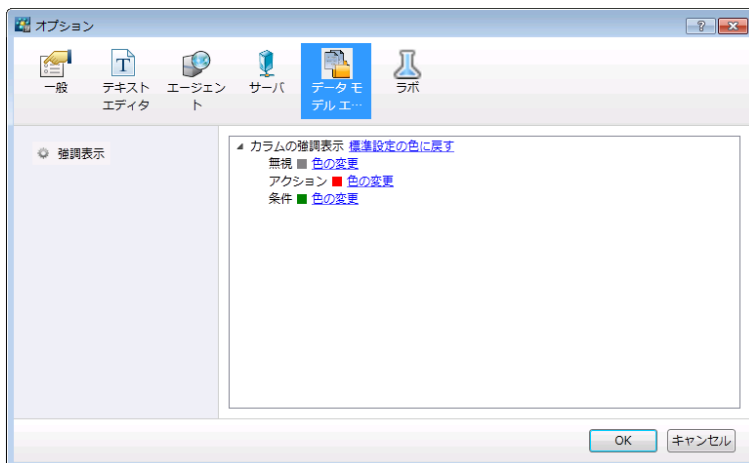 オプション
一般
テキスト
エディタ
エージェン
ト
サーバ
データ モ
デル エ…
ラボ
強調表示
カラムの強調表示 標準設定の色に戻す
無視 色の変更
アクション 色の変更
条件 色の変更
OK キャンセル